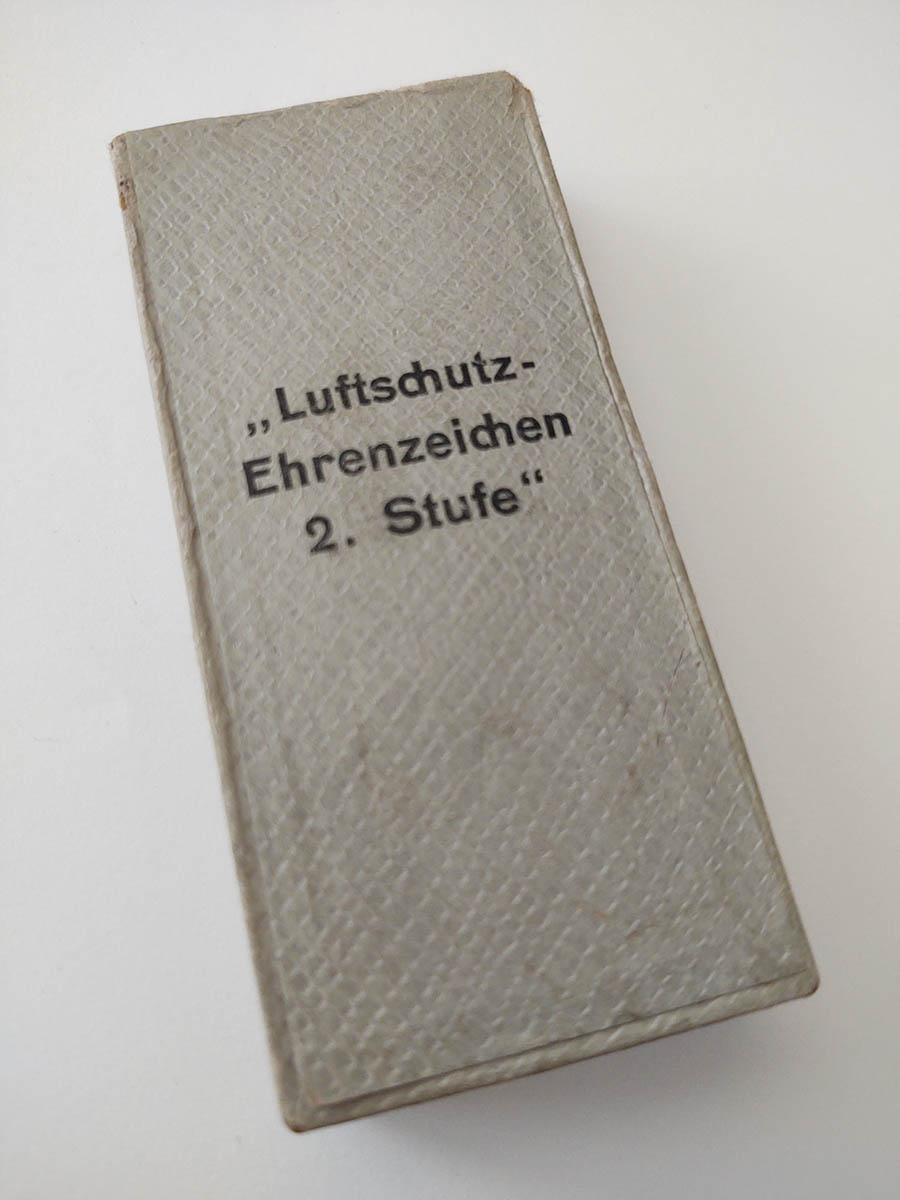 „Luftschutz-
Ehrenzeichen
2. Stufe“